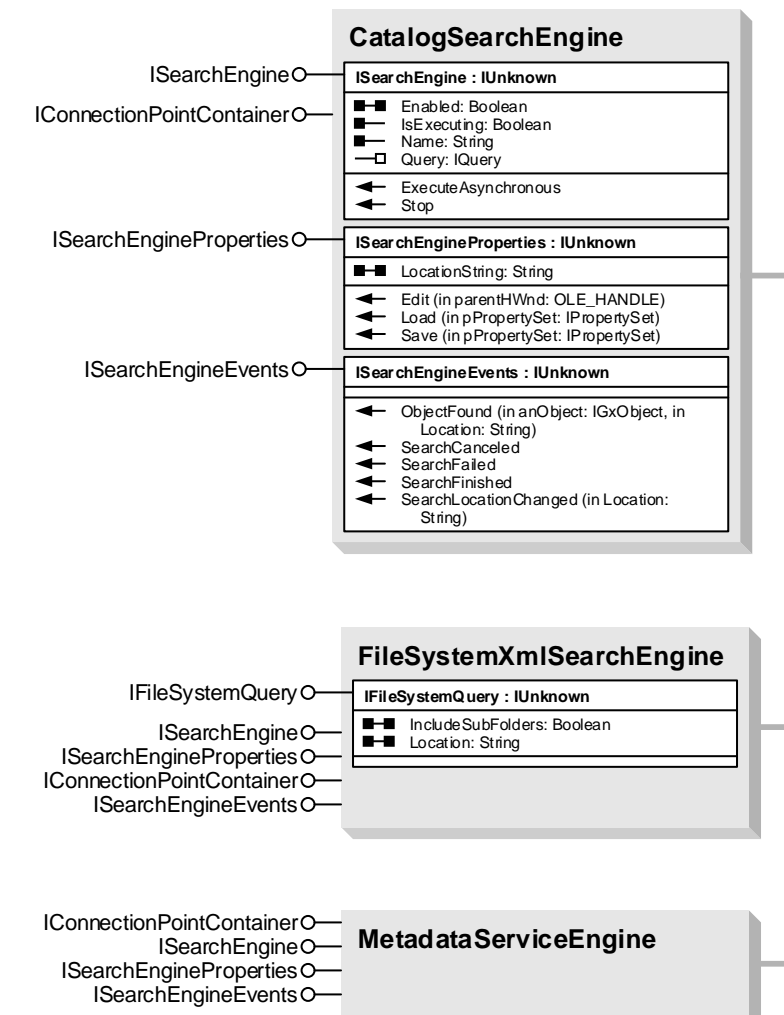 CatalogSearchEngine
ISearchEngine
ISearchEngine : IUnknown
IConnectionPointContainer
Enabled: Boolean
IsExecuting: Boolean
Name: String
Query: IQuery
ExecuteAsynchronous
Stop
ISearchEngineProperties
ISearchEngineProperties : IUnknown
LocationString: String
Edit (in parentHWnd: OLE_HANDLE)
Load (in pPropertySet: IPropertySet)
Save (in pPropertySet: IPropertySet)
ISearchEngineEvents
ISearchEngineEvents : IUnknown
ObjectFound (in anObject: IGxObject, in
Location: String)
SearchCanceled
SearchFailed
SearchFinished
SearchLocationChanged (in Location:
String)
FileSystemXmlSearchEngine
IFileSystemQuery
IFileSystemQuery : IUnknown
IncludeSubFolders: Boolean
Location: String
ISearchEngine
ISearchEngineProperties
IConnectionPointContainer
ISearchEngineEvents
MetadataServiceEngine
IConnectionPointContainer
ISearchEngine
ISearchEngineProperties
ISearchEngineEvents